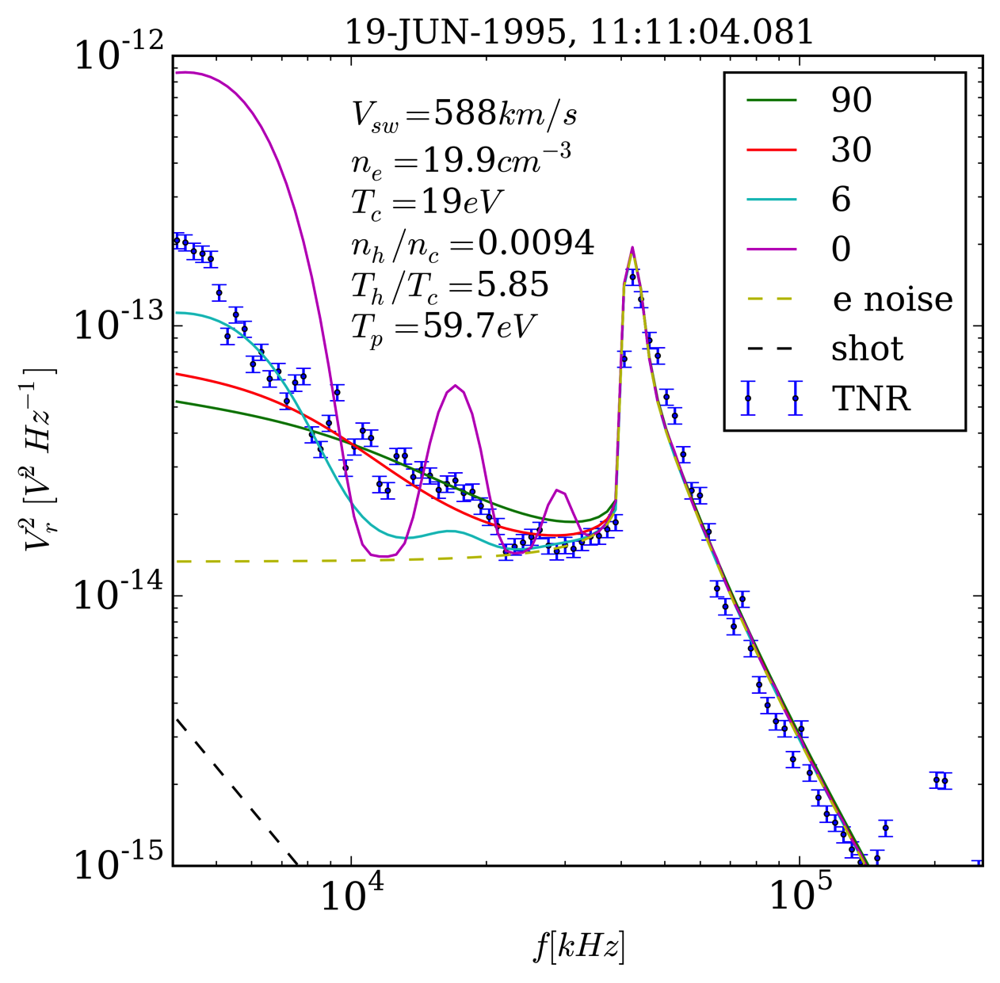 19-JUN-1995, 11:11:04.081
10^-12
10^-13
10^-14
10^-15
V_r^2 [V^2 Hz^-1]
V_sw=588km/s
n_e=19.9cm^-3
T_c=19eV
n_h/n_c=0.0094
T_h/T_c=5.85
T_p=59.7eV
90
30
6
0
e noise
shot
TNR
10^4
10^5
f[kHz]